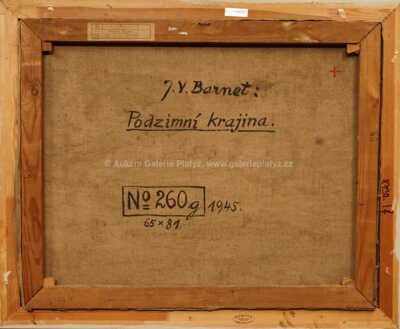 J. V. Barnet:
Podzimní krajina.
© Aukční Galerie Platýz, www.galerieplatyz.cz
No 260g 1945.
65 × 81.